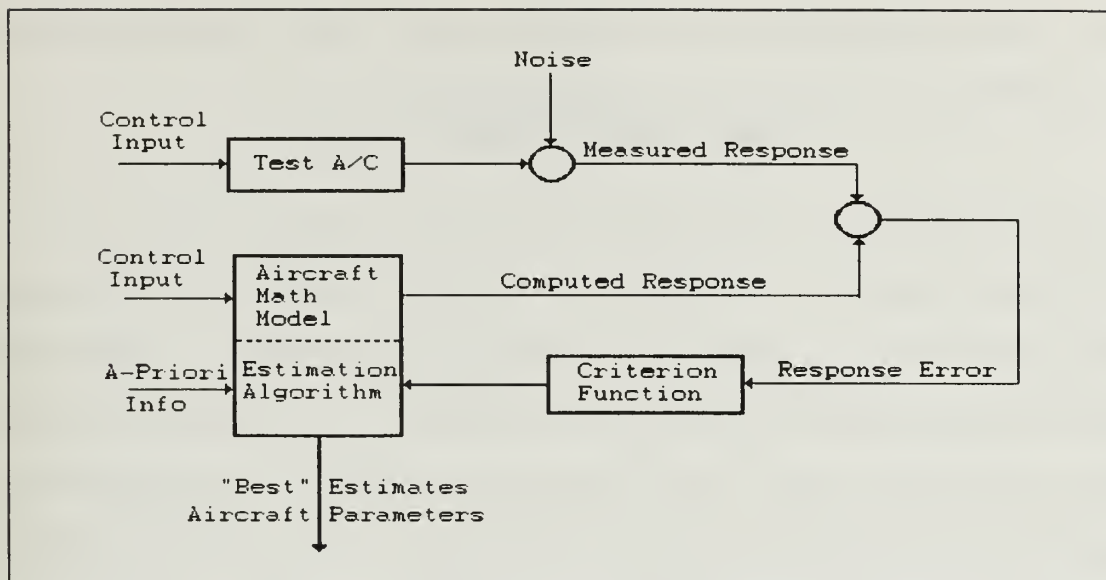 Noise
Control
Input
Test A/C
Measured Response
Control
Input
Aircraft
Math
Model
Computed Response
A-Priori
Info
Estimation
Algorithm
Criterion
Function
Response Error
"Best" Estimates
Aircraft Parameters